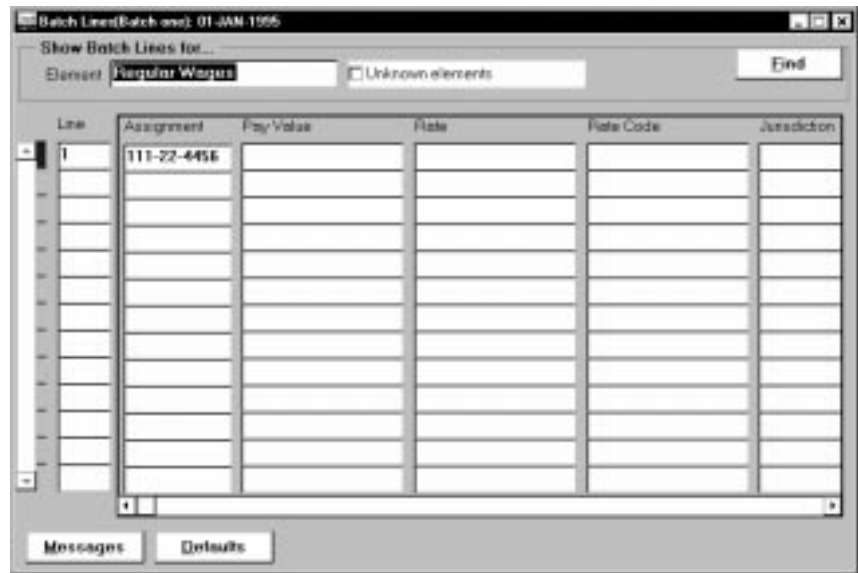 Batch Lines(Batch one): 01-JAN-1995
Show Batch Lines for...
Element Regular Wages Unknown elements Find
Line Assignment Pay Value Rate Rate Code Jurisdiction
1 111-22-4456
Messages Defaults